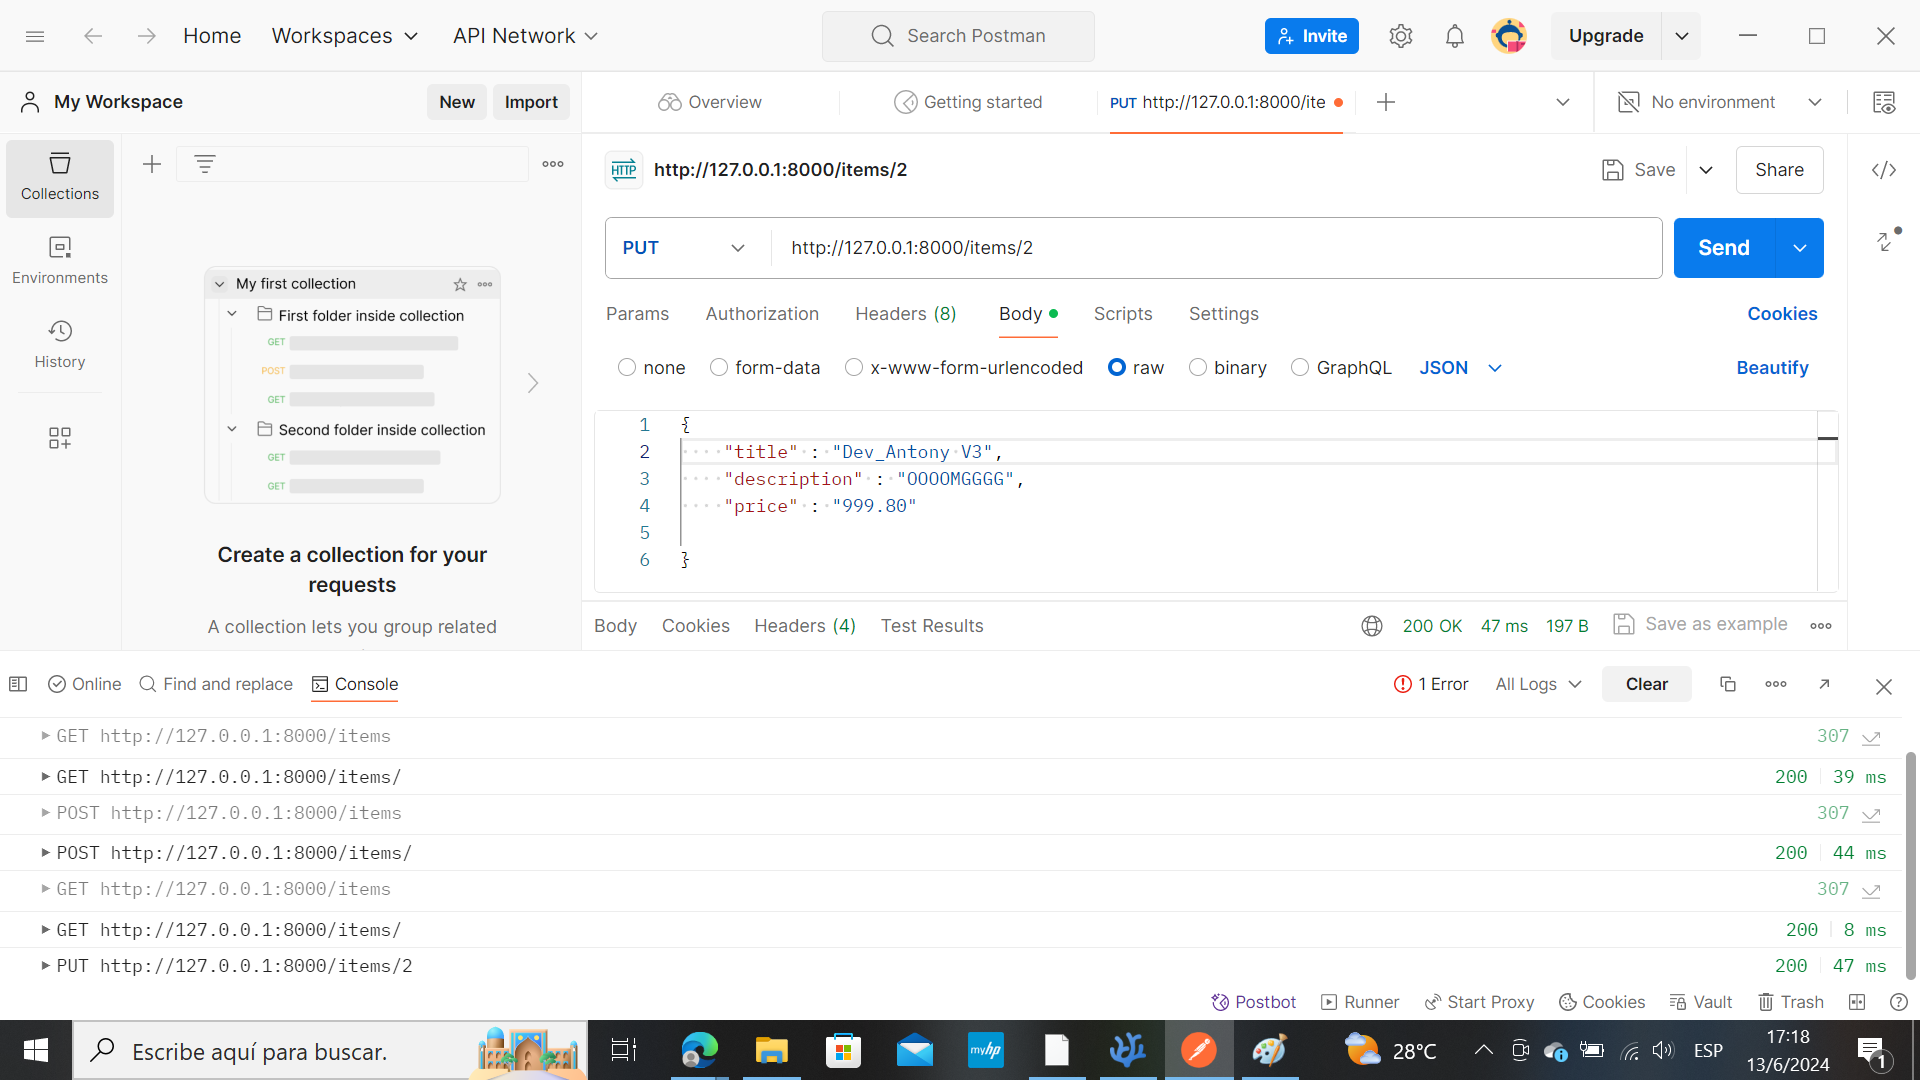 Home Workspaces API Network Search Postman Invite Upgrade
My Workspace New Import Overview Getting started PUT http://127.0.0.1:8000/ite No environment
Collections
Environments
History
My first collection
First folder inside collection
GET
POST
GET
Second folder inside collection
GET
GET
Create a collection for your
requests
A collection lets you group related
HTTP http://127.0.0.1:8000/items/2 Save Share
PUT http://127.0.0.1:8000/items/2 Send
Params Authorization Headers (8) Body Scripts Settings Cookies
none form-data x-www-form-urlencoded raw binary GraphQL JSON Beautify
1 {
2 "title" : "Dev_Antony V3",
3 "description" : "OOOOMGGGG",
4 "price" : "999.80"
5
6 }
Body Cookies Headers (4) Test Results 200 OK 47 ms 197 B Save as example
Online Find and replace Console 1 Error All Logs Clear
GET http://127.0.0.1:8000/items 307
GET http://127.0.0.1:8000/items/ 200 39 ms
POST http://127.0.0.1:8000/items 307
POST http://127.0.0.1:8000/items/ 200 44 ms
GET http://127.0.0.1:8000/items 307
GET http://127.0.0.1:8000/items/ 200 8 ms
PUT http://127.0.0.1:8000/items/2 200 47 ms
Postbot Runner Start Proxy Cookies Vault Trash
Escribe aquí para buscar. myhp 28°C ESP 17:18
13/6/2024 1